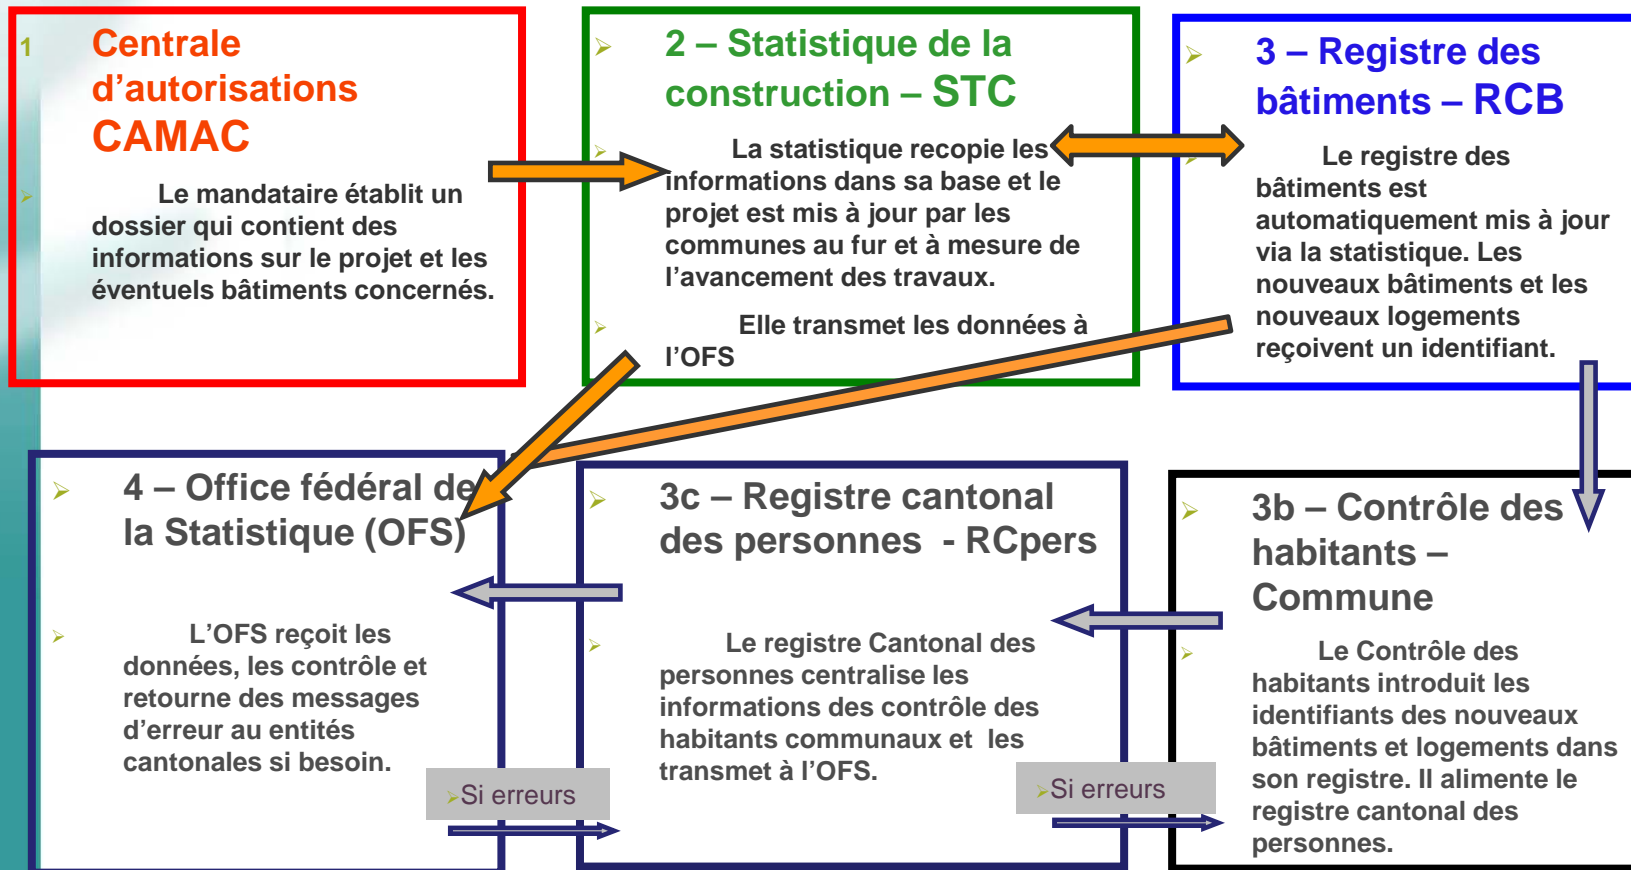 1 Centrale
d'autorisations
CAMAC
Le mandataire établit un
dossier qui contient des
informations sur le projet et les
éventuels bâtiments concernés.
2 – Statistique de la
construction – STC
La statistique recopie les
informations dans sa base et le
projet est mis à jour par les
communes au fur et à mesure de
l'avancement des travaux.
Elle transmet les données à
l'OFS
3 – Registre des
bâtiments – RCB
Le registre des
bâtiments est
automatiquement mis à jour
via la statistique. Les
nouveaux bâtiments et les
nouveaux logements
reçoivent un identifiant.
4 – Office fédéral de
la Statistique (OFS)
L'OFS reçoit les
données, les contrôle et
retourne des messages
d'erreur au entités
cantonales si besoin.
Si erreurs
3c – Registre cantonal
des personnes - RCpers
Le registre Cantonal des
personnes centralise les
informations des contrôle des
habitants communaux et les
transmet à l'OFS.
Si erreurs
3b – Contrôle des
habitants –
Commune
Le Contrôle des
habitants introduit les
identifiants des nouveaux
bâtiments et logements dans
son registre. Il alimente le
registre cantonal des
personnes.